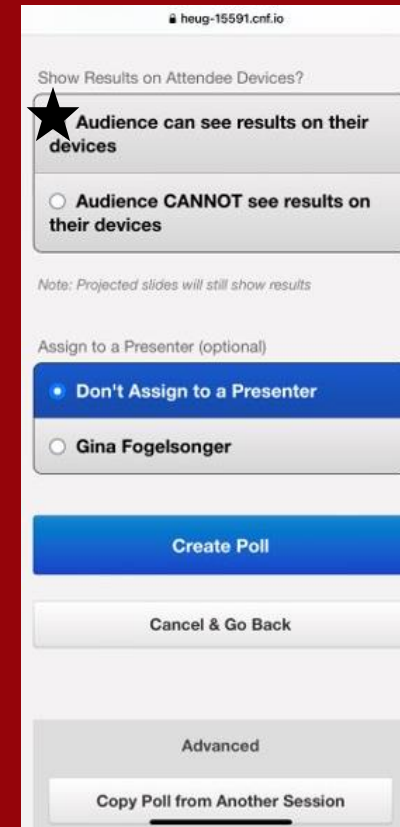 heug-15591.cnf.io
Show Results on Attendee Devices?
Audience can see results on their
devices
Audience CANNOT see results on
their devices
Note: Projected slides will still show results
Assign to a Presenter (optional)
Don't Assign to a Presenter
Gina Fogelsonger
Create Poll
Cancel & Go Back
Advanced
Copy Poll from Another Session